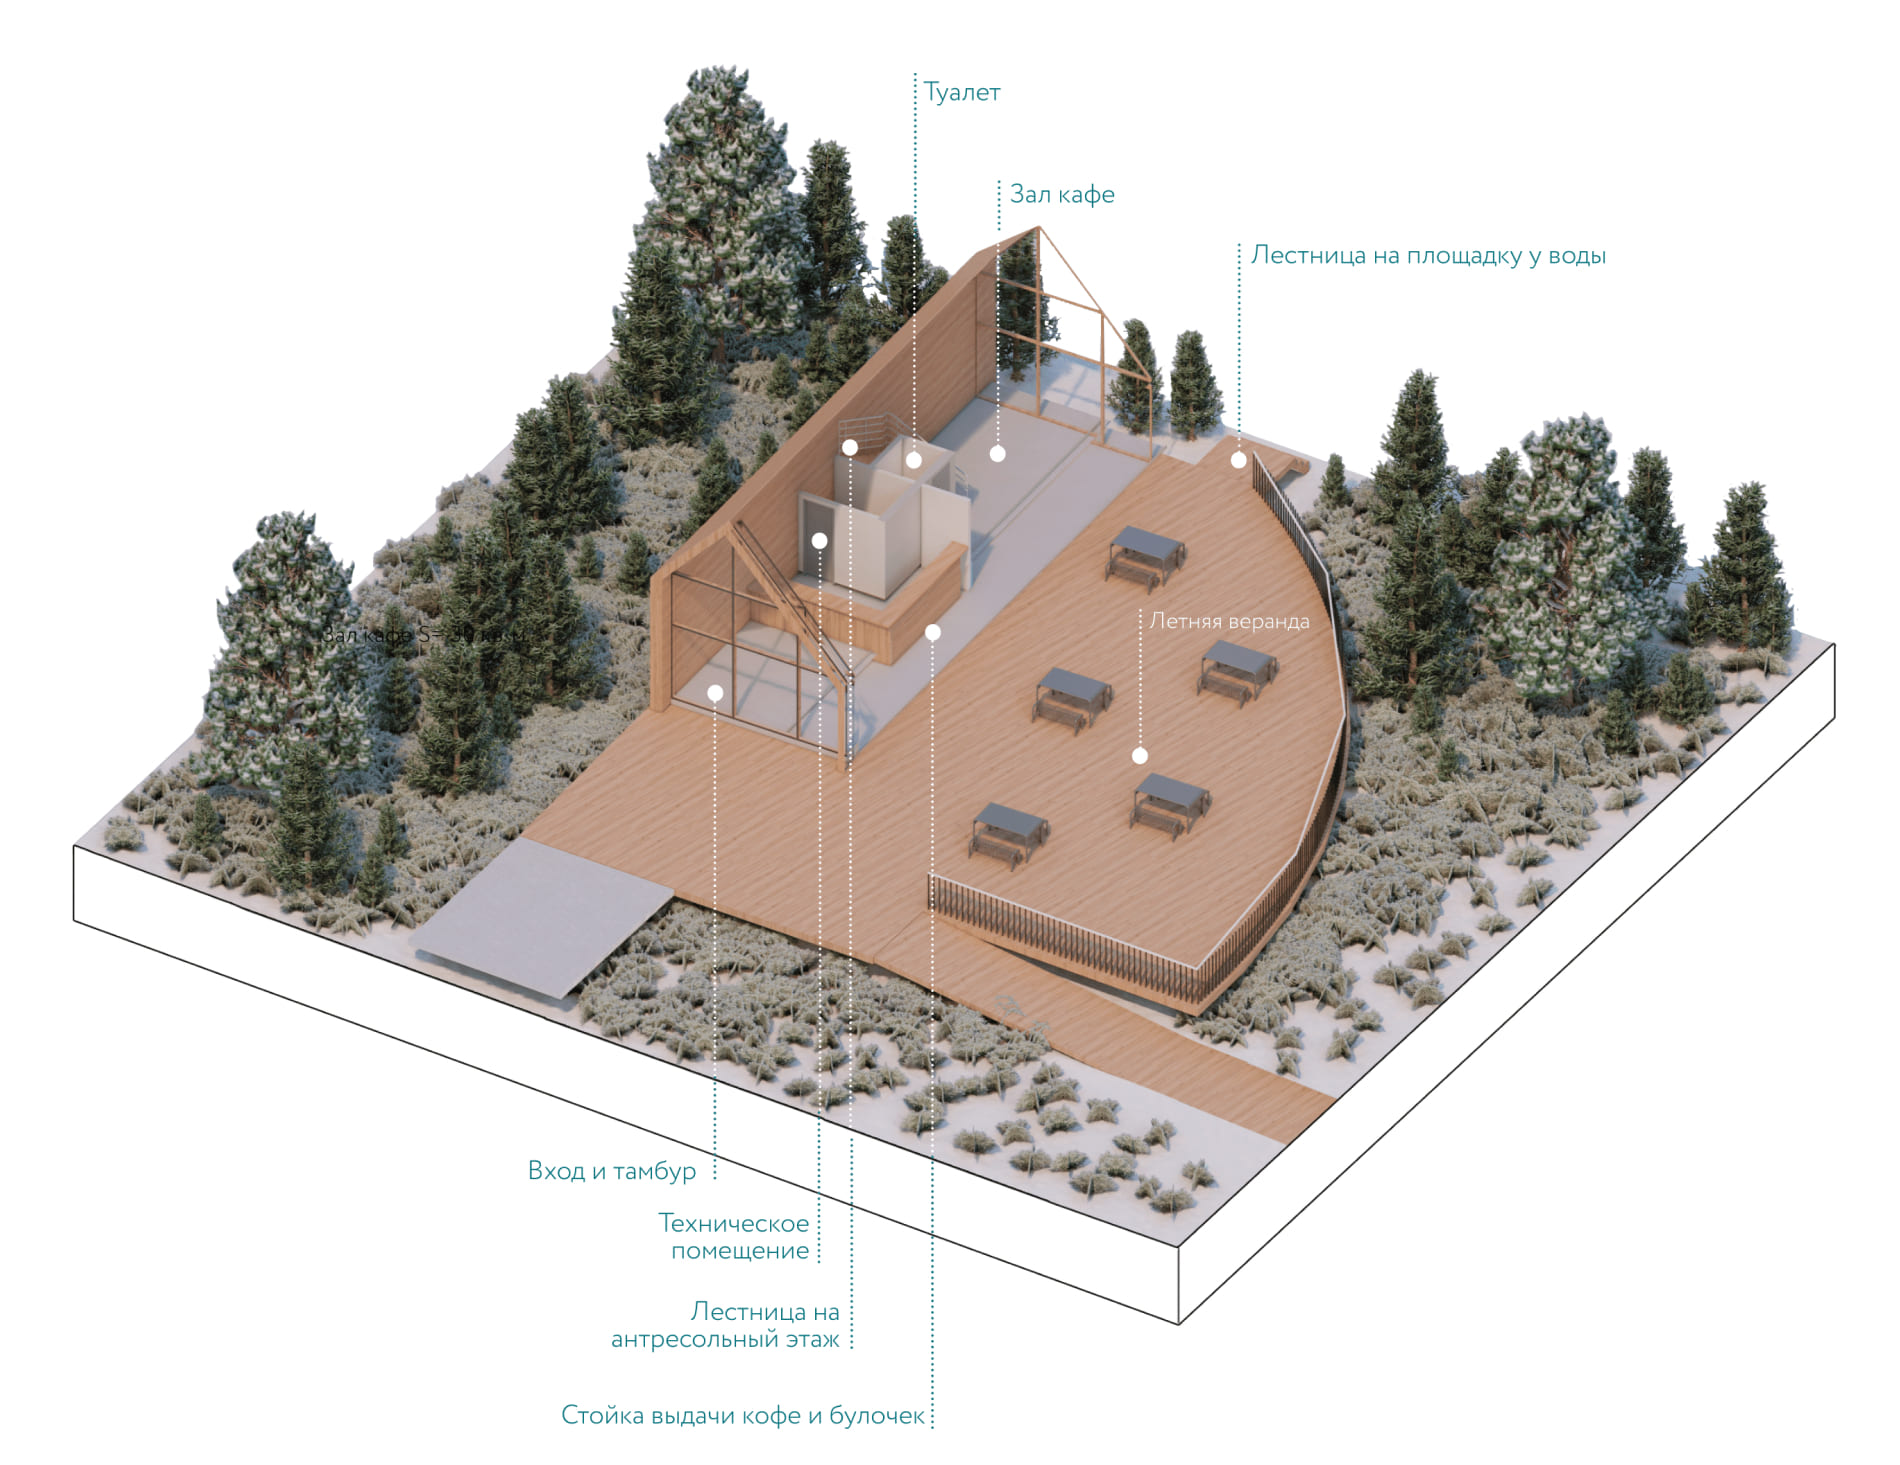 Туалет
Зал кафе
Лестница на площадку у воды
Летняя веранда
Зал кафе S= 30 кв.м
Вход и тамбур
Техническое
помещение
Лестница на
антресольный этаж
Стойка выдачи кофе и булочек